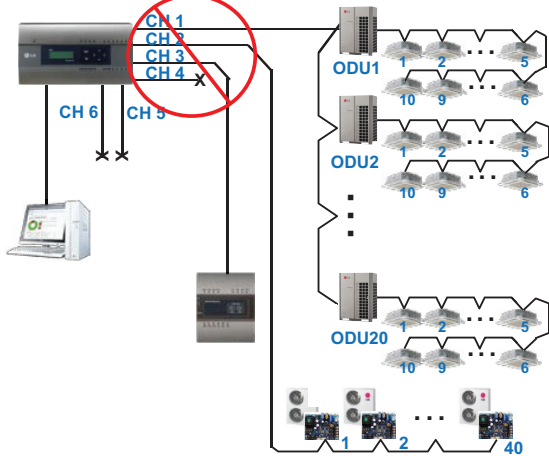 CH 1
CH 2
CH 3
CH 4
X
CH 6
CH 5
LG
ODU1
1 2 5
10 9 6
ODU2
1 2 5
10 9 6
ODU20
1 2 5
10 9 6
1 2 40